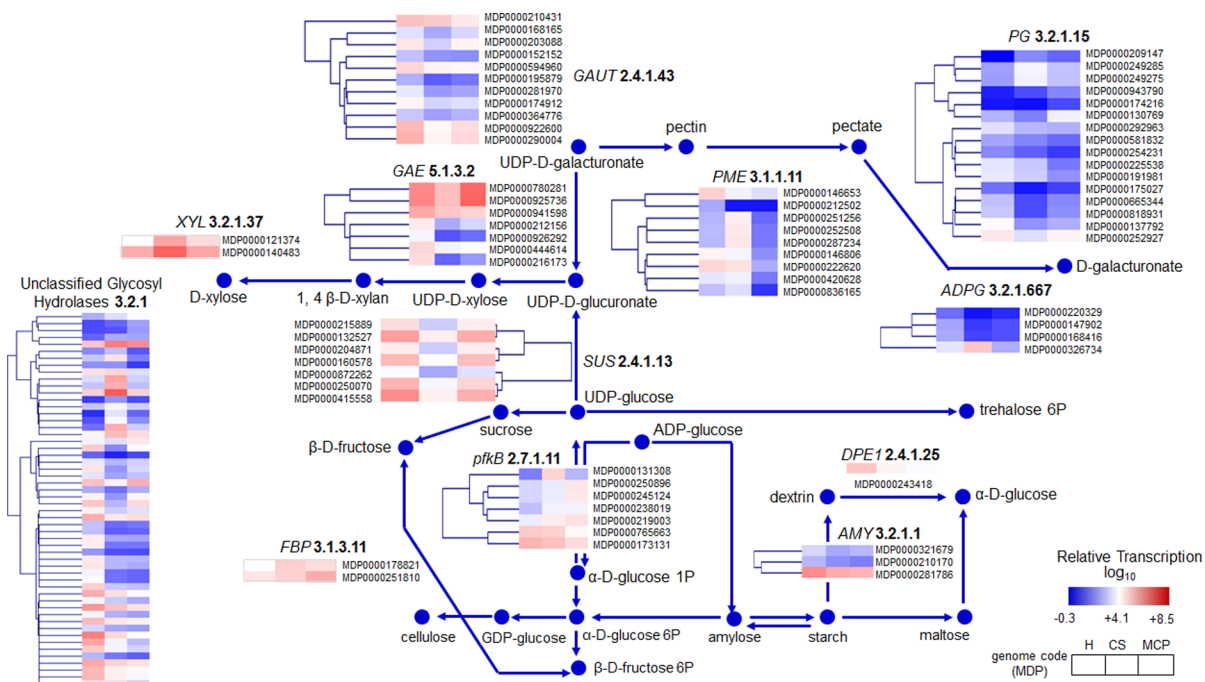 MDP0000210431
MDP0000168165
MDP0000203088
MDP0000152152
MDP0000594960
MDP0000195879
MDP0000281970
MDP0000174912
MDP0000364776
MDP0000922600
MDP0000290004
GAUT 2.4.1.43
PG 3.2.1.15
MDP0000209147
MDP0000249285
MDP0000249275
MDP0000943790
MDP0000174216
MDP0000130769
MDP0000292963
MDP0000581832
MDP0000254231
MDP0000225538
MDP0000191981
MDP0000175027
MDP0000665344
MDP0000818931
MDP0000137792
MDP0000252927
pectin
pectate
UDP-D-galacturonate
GAE 5.1.3.2
MDP0000780281
MDP0000925736
MDP0000941598
MDP0000212156
MDP0000926292
MDP0000444614
MDP0000216173
PME 3.1.1.11
MDP0000146653
MDP0000212502
MDP0000251256
MDP0000252508
MDP0000287234
MDP0000146806
MDP0000222620
MDP0000420628
MDP0000836165
XYL 3.2.1.37
MDP0000121374
MDP0000140483
D-galacturonate
ADPG 3.2.1.667
MDP0000220329
MDP0000147902
MDP0000168416
MDP0000326734
Unclassified Glycosyl
Hydrolases 3.2.1
D-xylose
1, 4 β-D-xylan
UDP-D-xylose
UDP-D-glucuronate
MDP0000215889
MDP0000132527
MDP0000204871
MDP0000160578
MDP0000872262
MDP0000250070
MDP0000415558
SUS 2.4.1.13
UDP-glucose
sucrose
trehalose 6P
β-D-fructose
ADP-glucose
pfkB 2.7.1.11
MDP0000131308
MDP0000250896
MDP0000245124
MDP0000238019
MDP0000219003
MDP0000765663
MDP0000173131
DPE1 2.4.1.25
MDP0000243418
dextrin
α-D-glucose
AMY 3.2.1.1
MDP0000321679
MDP0000210170
MDP0000281786
FBP 3.1.3.11
MDP0000178821
MDP0000251810
α-D-glucose 1P
cellulose
GDP-glucose
α-D-glucose 6P
amylose
starch
maltose
β-D-fructose 6P
Relative Transcription
log10
-0.3 +4.1 +8.5
H CS MCP
genome code
(MDP)